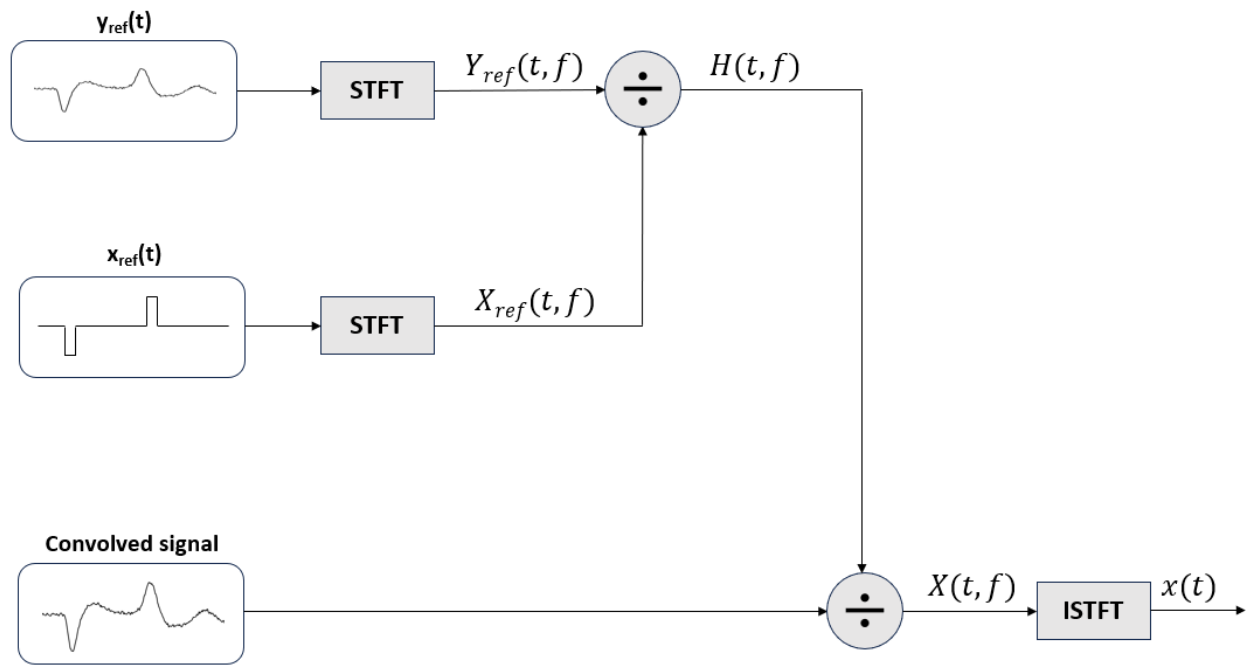 yref(t)
STFT
Yref(t, f)
÷
H(t, f)
xref(t)
STFT
Xref(t, f)
Convolved signal
÷
X(t, f)
ISTFT
x(t)